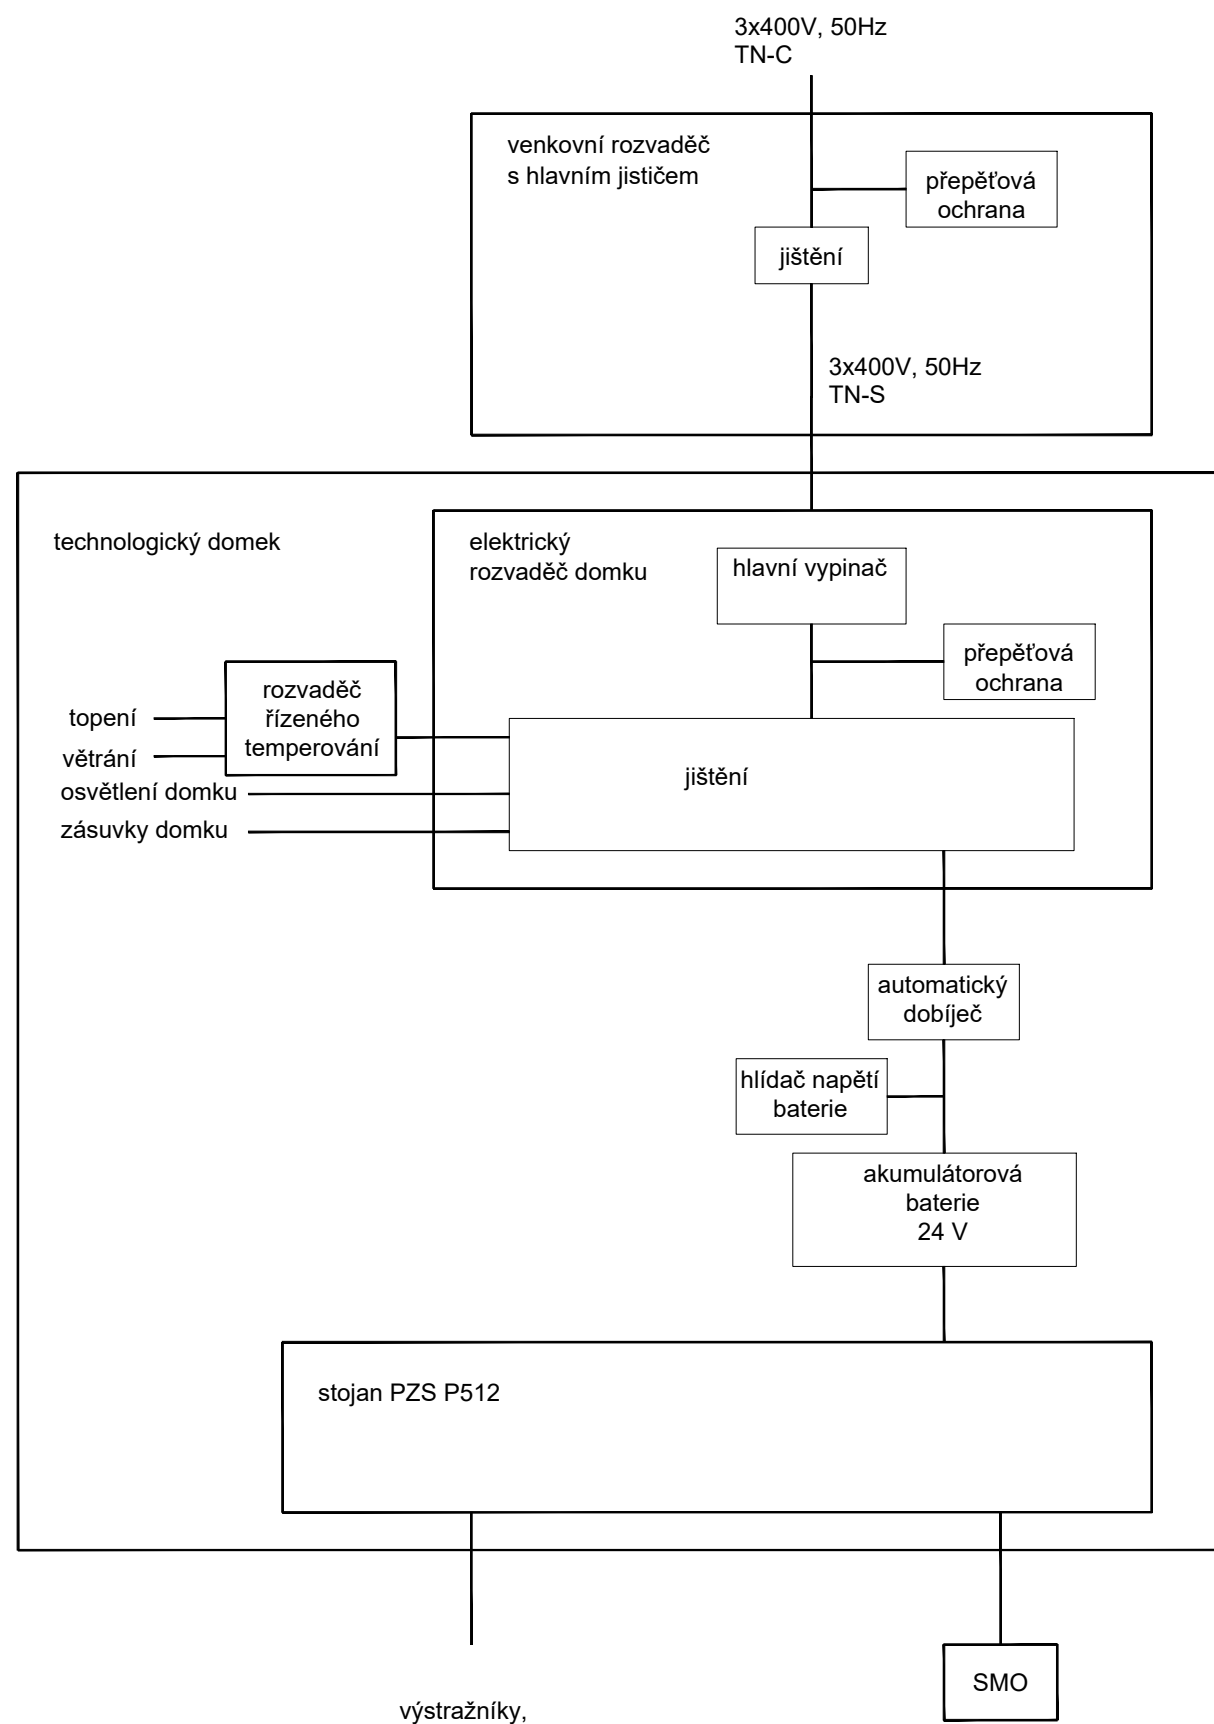 3x400V, 50Hz
TN-C
venkovní rozvaděč
s hlavním jističem
přepěťová
ochrana
jištění
3x400V, 50Hz
TN-S
technologický domek
elektrický
rozvaděč domku
hlavní vypinač
přepěťová
ochrana
rozvaděč
řízeného
temperování
topení
větrání
osvětlení domku
zásuvky domku
jištění
automatický
dobíječ
hlídač napětí
baterie
akumulátorová
baterie
24 V
stojan PZS P512
SMO
výstražníky,